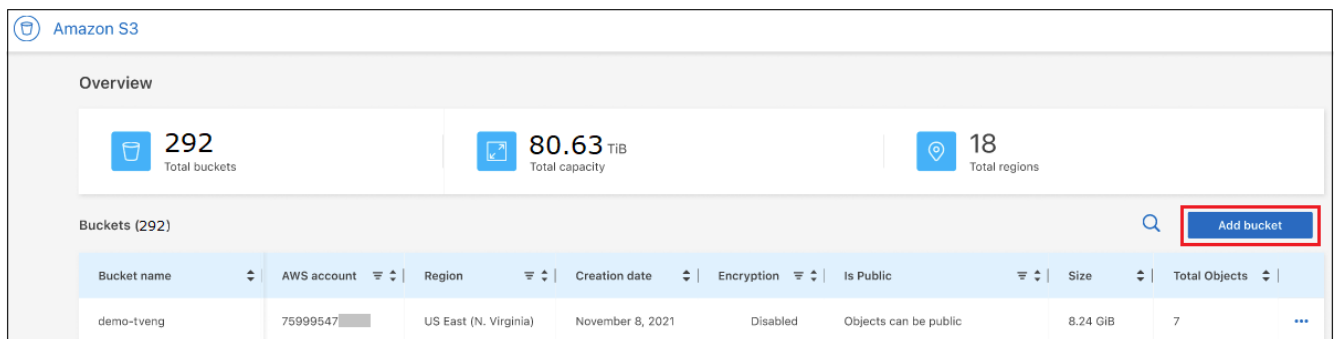 Amazon S3
Overview
292
Total buckets
80.63 TiB
Total capacity
18
Total regions
Buckets (292)
Add bucket
Bucket name AWS account Region Creation date Encryption Is Public Size Total Objects
demo-tveng 75999547 US East (N. Virginia) November 8, 2021 Disabled Objects can be public 8.24 GiB 7